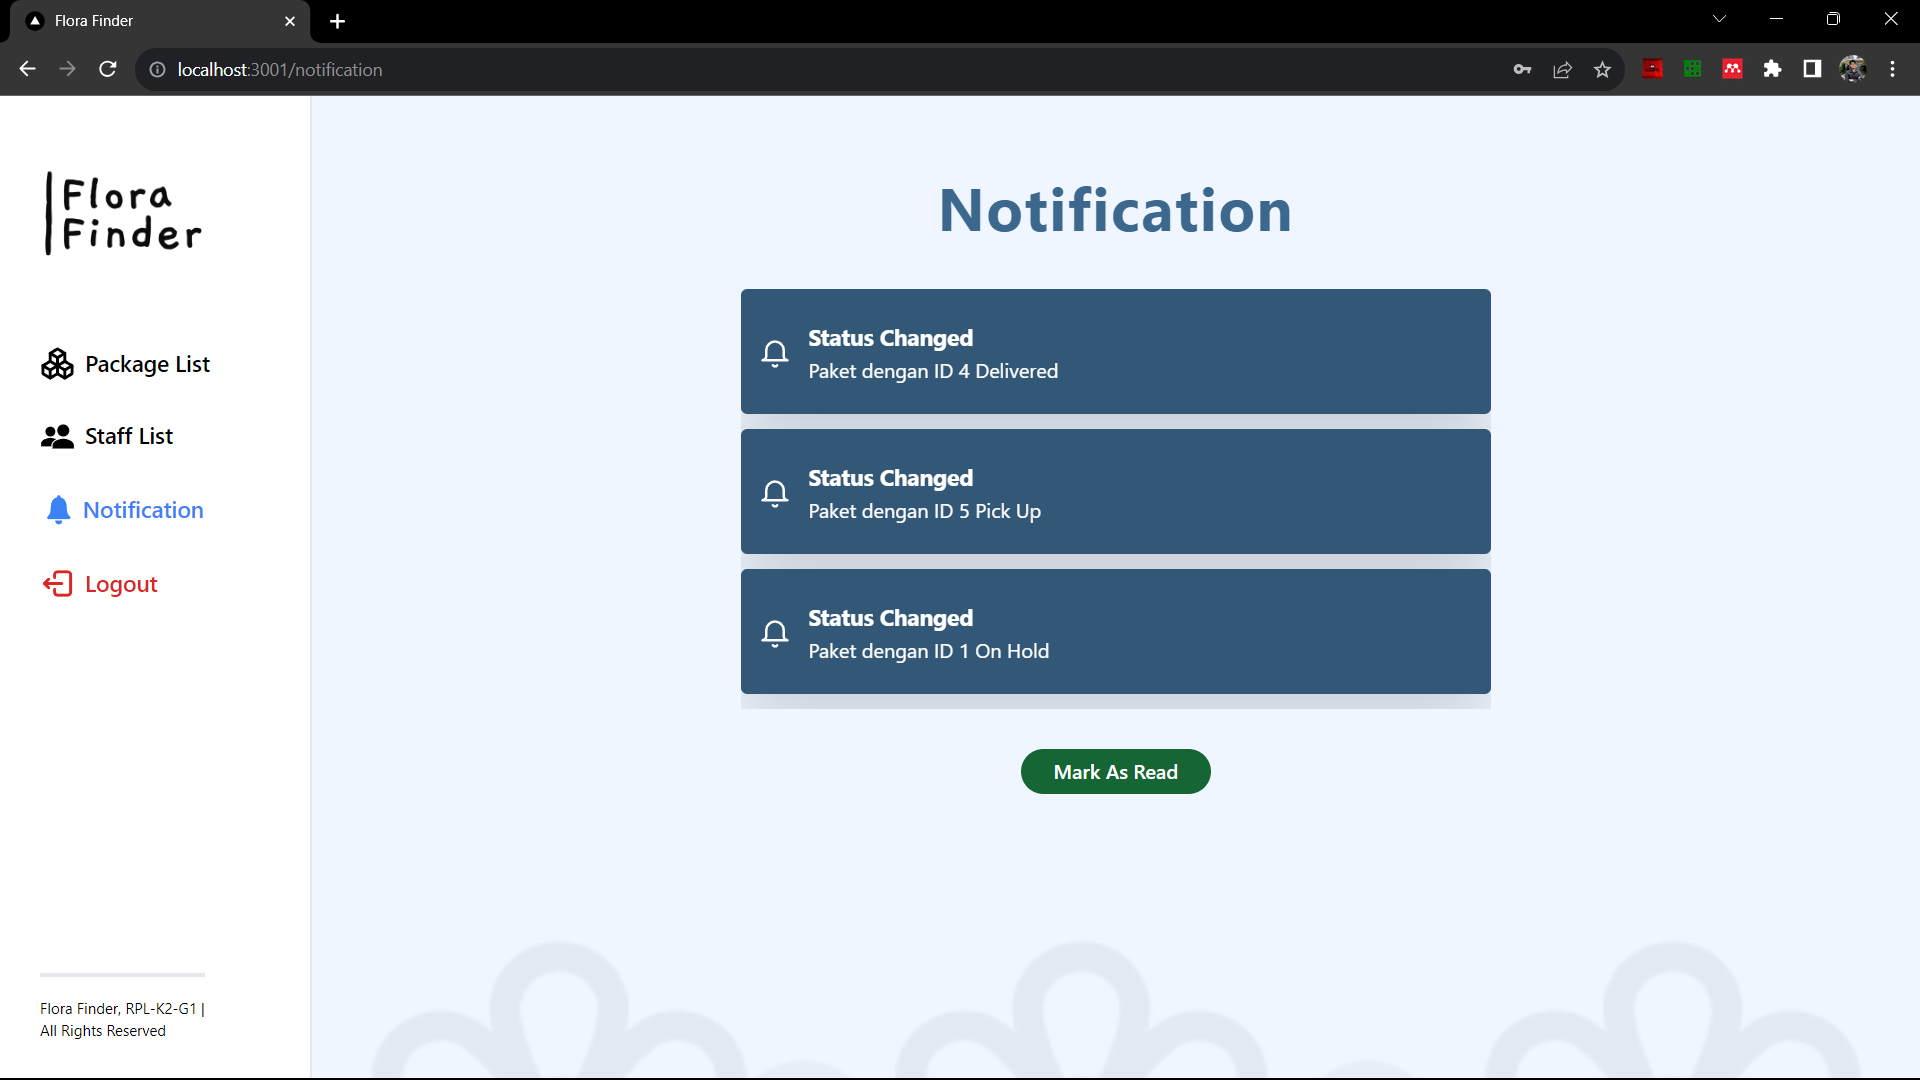 Flora Finder
localhost:3001/notification
Flora
Finder
Package List
Staff List
Notification
Logout
Flora Finder, RPL-K2-G1 |
All Rights Reserved
Notification
Status Changed
Paket dengan ID 4 Delivered
Status Changed
Paket dengan ID 5 Pick Up
Status Changed
Paket dengan ID 1 On Hold
Mark As Read